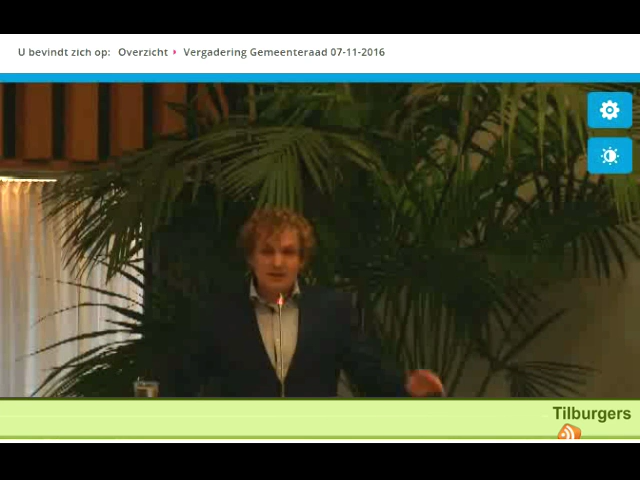 U bevindt zich op: Overzicht Vergadering Gemeenteraad 07-11-2016
Tilburgers